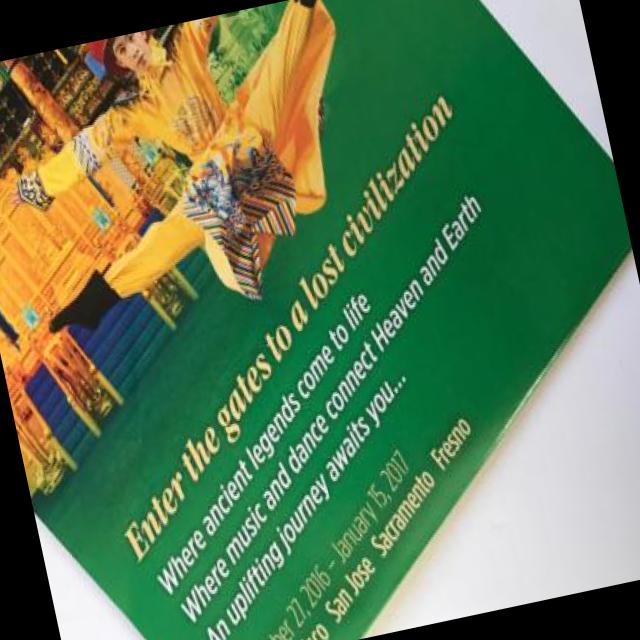 Enter the gates to a lost civilization
Where ancient legends come to life
Where music and dance connect Heaven and Earth
An uplifting journey awaits you...
27, 2016 - January 15, 2017
San Jose Sacramento Fresno